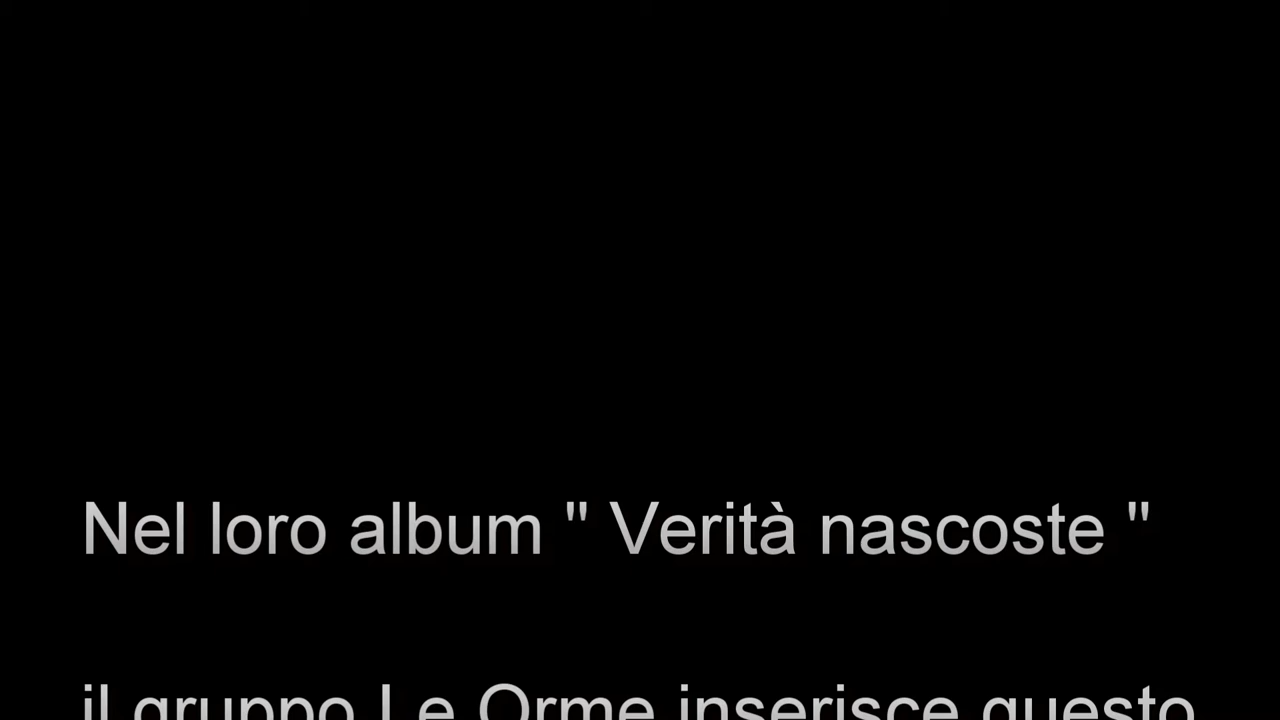 Nel loro album " Verità nascoste "
il gruppo Le Orme inserisce questo